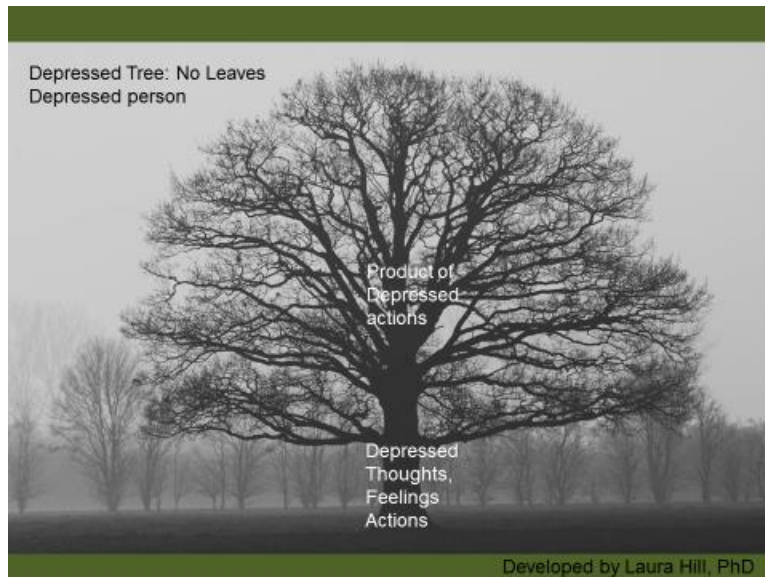 Depressed Tree: No Leaves
Depressed person
Product of
Depressed
actions
Depressed
Thoughts,
Feelings
Actions
Developed by Laura Hill, PhD